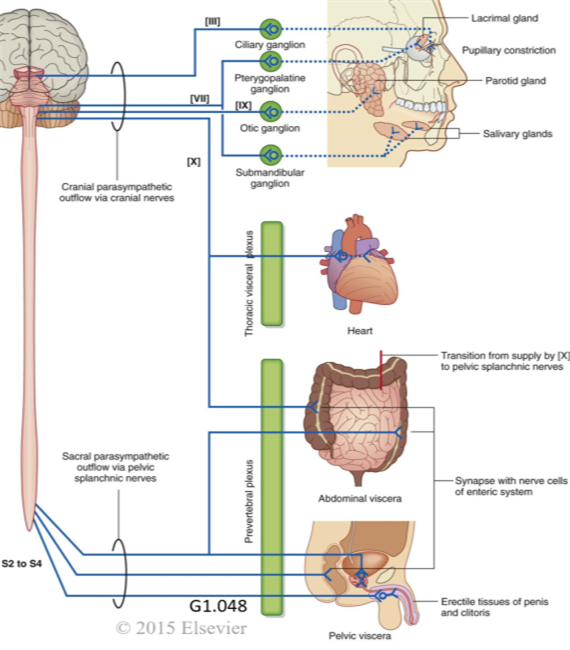 [III]
Ciliary ganglion
Lacrimal gland
Pupillary constriction
Pterygopalatine
ganglion
Parotid gland
[VII]
[IX]
Otic ganglion
Salivary glands
[X]
Submandibular
ganglion
Cranial parasympathetic
outflow via cranial nerves
Thoracic visceral plexus
Heart
Transition from supply by [X]
to pelvic splanchnic nerves
Sacral parasympathetic
outflow via pelvic
splanchnic nerves
Prevertebral plexus
Abdominal viscera
Synapse with nerve cells
of enteric system
S2 to S4
G1.048
© 2015 Elsevier
Erectile tissues of penis
and clitoris
Pelvic viscera